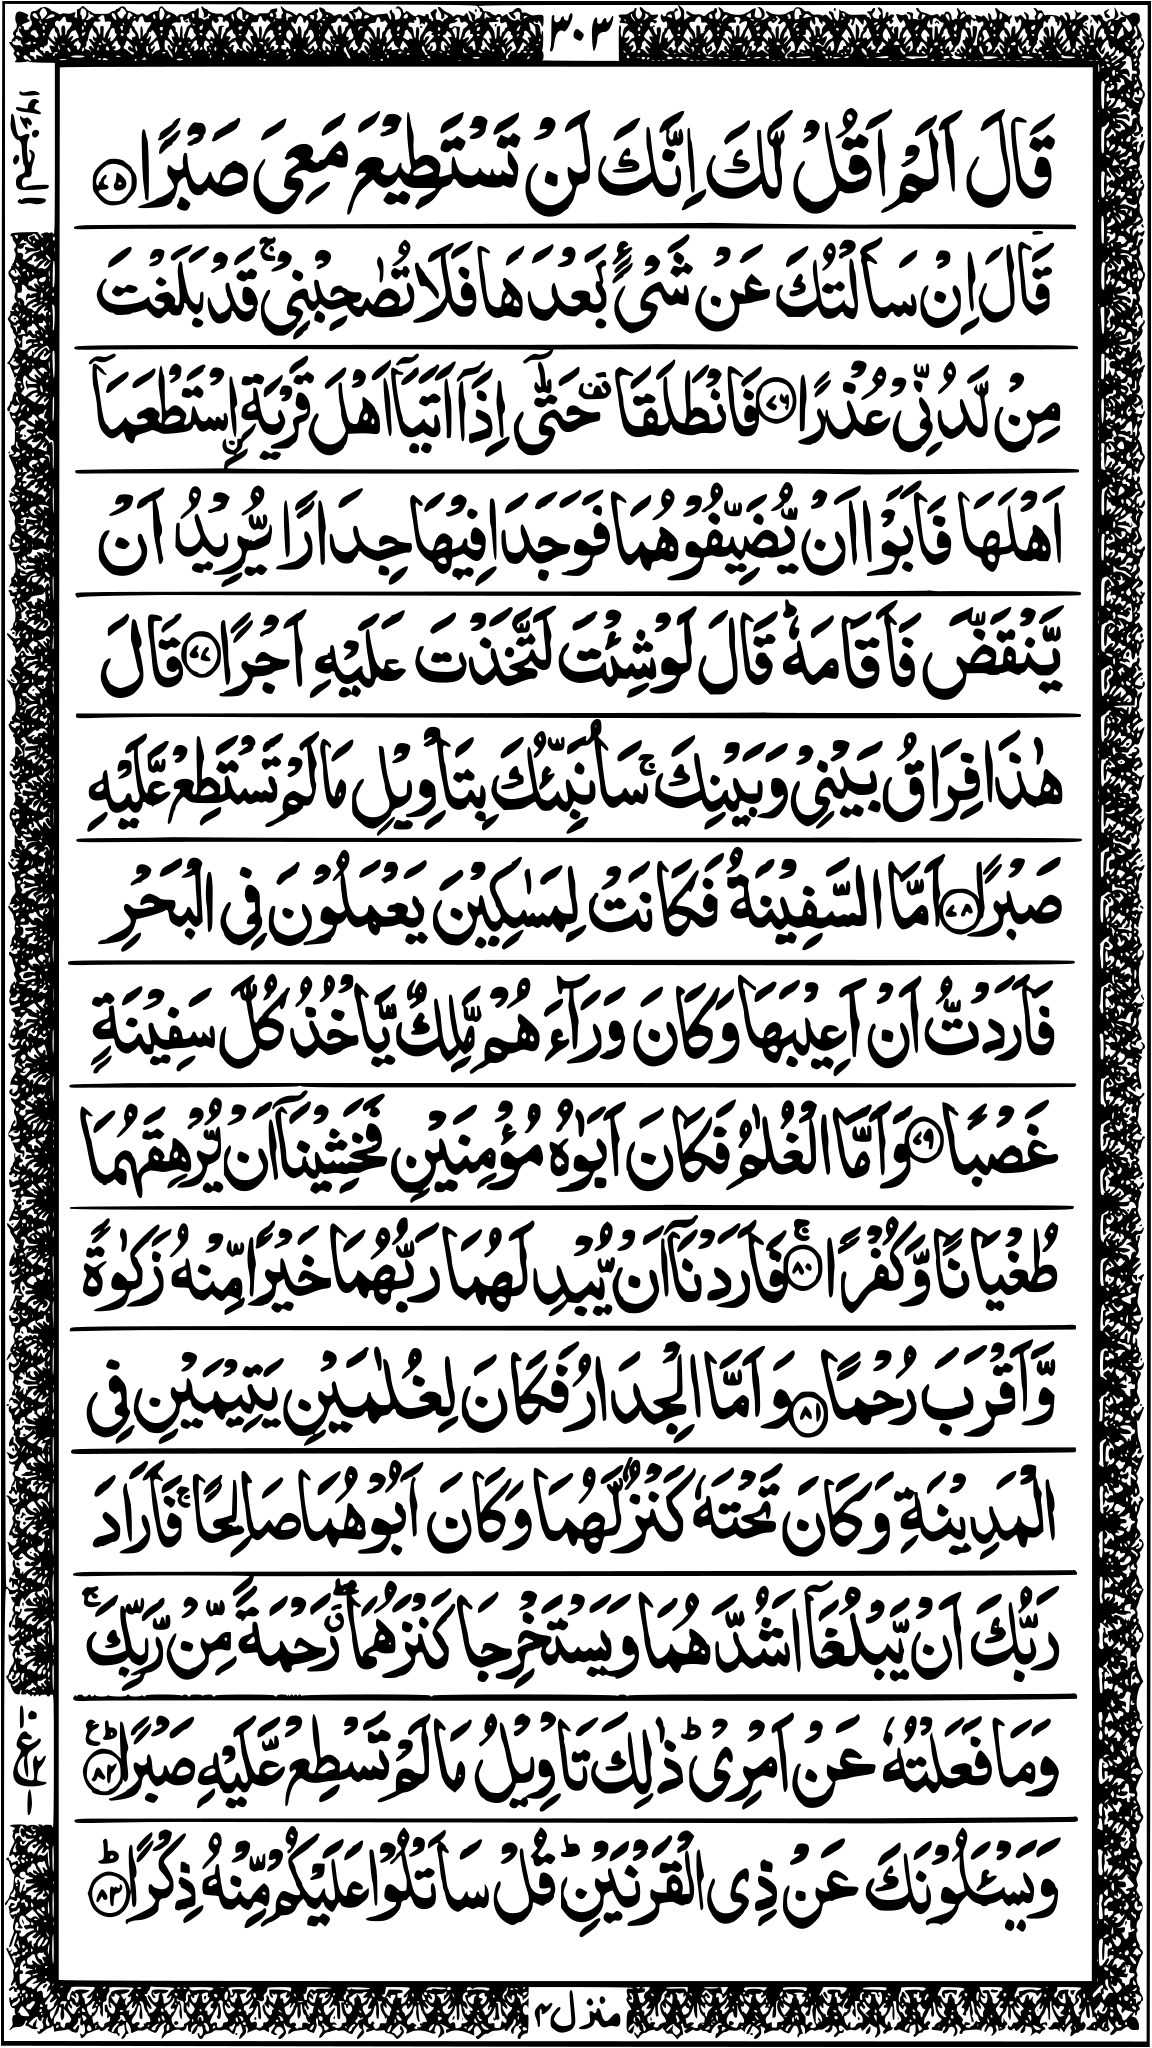 ٣٠٣
الجزء ١٦
قَالَ اَلَمْ اَقُلْ لَّكَ اِنَّكَ لَنْ تَسْتَطِيْعَ مَعِىَ صَبْرًا ﴿٧٥﴾
قَالَ اِنْ سَاَلْتُكَ عَنْ شَىْءٍۭ بَعْدَهَا فَلَا تُصٰحِبْنِىْ ۚ قَدْ بَلَغْتَ
مِنْ لَّدُنِّىْ عُذْرًا ﴿٧٦﴾ فَانْطَلَقَا ۥ حَتّٰٓى اِذَاۤ اَتَيَاۤ اَهْلَ قَرْيَةِ ۨاسْتَطْعَمَاۤ
اَهْلَهَا فَاَبَوْا اَنْ يُّضَيِّفُوْهُمَا فَوَجَدَا فِيْهَا جِدَارًا يُّرِيْدُ اَنْ
يَّنْقَضَّ فَاَقَامَهٗ ؕ قَالَ لَوْ شِئْتَ لَتَّخَذْتَ عَلَيْهِ اَجْرًا ﴿٧٧﴾ قَالَ
هٰذَا فِرَاقُ بَيْنِىْ وَبَيْنِكَ ۚ سَاُنَبِّئُكَ بِتَاْوِيْلِ مَا لَمْ تَسْتَطِعْ عَّلَيْهِ
صَبْرًا ﴿٧٨﴾ اَمَّا السَّفِيْنَةُ فَكَانَتْ لِمَسٰكِيْنَ يَعْمَلُوْنَ فِى الْبَحْرِ
فَاَرَدْتُّ اَنْ اَعِيْبَهَا وَكَانَ وَرَآءَ هُمْ مَّلِكٌ يَّاْخُذُ كُلَّ سَفِيْنَةٍ
غَصْبًا ﴿٧٩﴾ وَاَمَّا الْغُلٰمُ فَكَانَ اَبَوٰهُ مُؤْمِنَيْنِ فَخَشِيْنَاۤ اَنْ يُّرْهِقَهُمَا
طُغْيَانًا وَّكُفْرًا ﴿٨٠﴾ ۚ فَاَرَدْنَاۤ اَنْ يُّبْدِلَهُمَا رَبُّهُمَا خَيْرًا مِّنْهُ زَكٰوةً
وَّاَقْرَبَ رُحْمًا ﴿٨١﴾ وَاَمَّا الْجِدَارُ فَكَانَ لِغُلٰمَيْنِ يَتِيْمَيْنِ فِى
الْمَدِيْنَةِ وَكَانَ تَحْتَهٗ كَنْزٌ لَّهُمَا وَكَانَ اَبُوْهُمَا صَالِحًا ۚ فَاَرَادَ
رَبُّكَ اَنْ يَّبْلُغَاۤ اَشُدَّهُمَا وَيَسْتَخْرِجَا كَنْزَهُمَا ۖ رَحْمَةً مِّنْ رَّبِّكَ ۚ
وَمَا فَعَلْتُهٗ عَنْ اَمْرِىْ ؕ ذٰلِكَ تَاْوِيْلُ مَا لَمْ تَسْطِعْ عَّلَيْهِ صَبْرًا ﴿٨٢﴾ ؕ ع
وَيَسْـَٔلُوْنَكَ عَنْ ذِى الْقَرْنَيْنِ ؕ قُلْ سَاَتْلُوْا عَلَيْكُمْ مِّنْهُ ذِكْرًا ﴿٨٣﴾ ؕ
منزل ۴